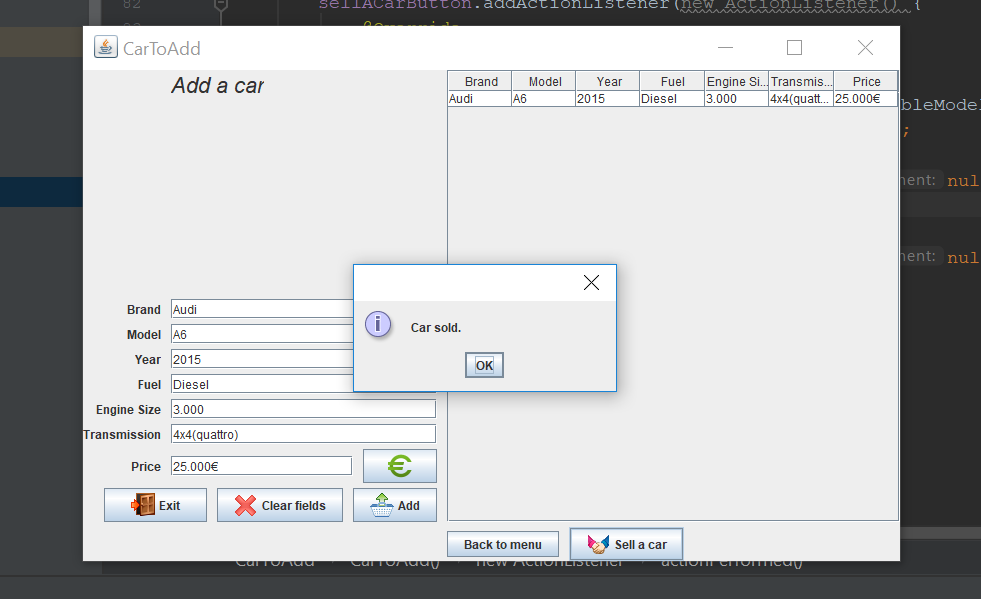 82
sellACarButton.addActionListener(new ActionListener() {
@Override
CarToAdd
Add a car
Brand Model Year Fuel Engine Si... Transmis... Price
Audi A6 2015 Diesel 3.000 4x4(quatt... 25.000€
;
nul
nul
Car sold.
OK
Brand Audi
Model A6
Year 2015
Fuel Diesel
Engine Size 3.000
Transmission 4x4(quattro)
Price 25.000€
€
Exit Clear fields Add
Back to menu Sell a car
CarToAdd CarToAdd() new ActionListener actionPerformed()